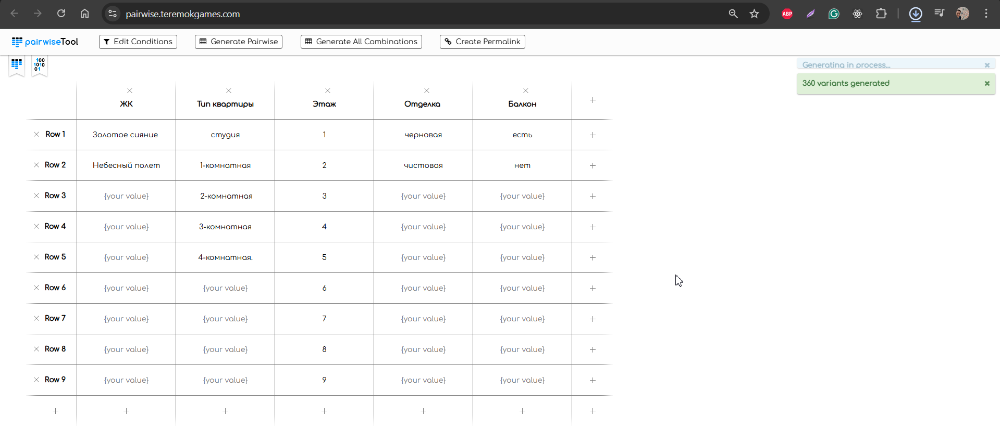 pairwise.teremokgames.com
ABP
pairwiseTool
Edit Conditions
Generate Pairwise
Generate All Combinations
Create Permalink
100
1010
01
Generating in process...
360 variants generated
ЖК Тип квартиры Этаж Отделка Балкон
Row 1 Золотое сияние студия 1 черновая есть
Row 2 Небесный полет 1-комнатная 2 чистовая нет
Row 3 {your value} 2-комнатная 3 {your value} {your value}
Row 4 {your value} 3-комнатная 4 {your value} {your value}
Row 5 {your value} 4-комнатная. 5 {your value} {your value}
Row 6 {your value} {your value} 6 {your value} {your value}
Row 7 {your value} {your value} 7 {your value} {your value}
Row 8 {your value} {your value} 8 {your value} {your value}
Row 9 {your value} {your value} 9 {your value} {your value}